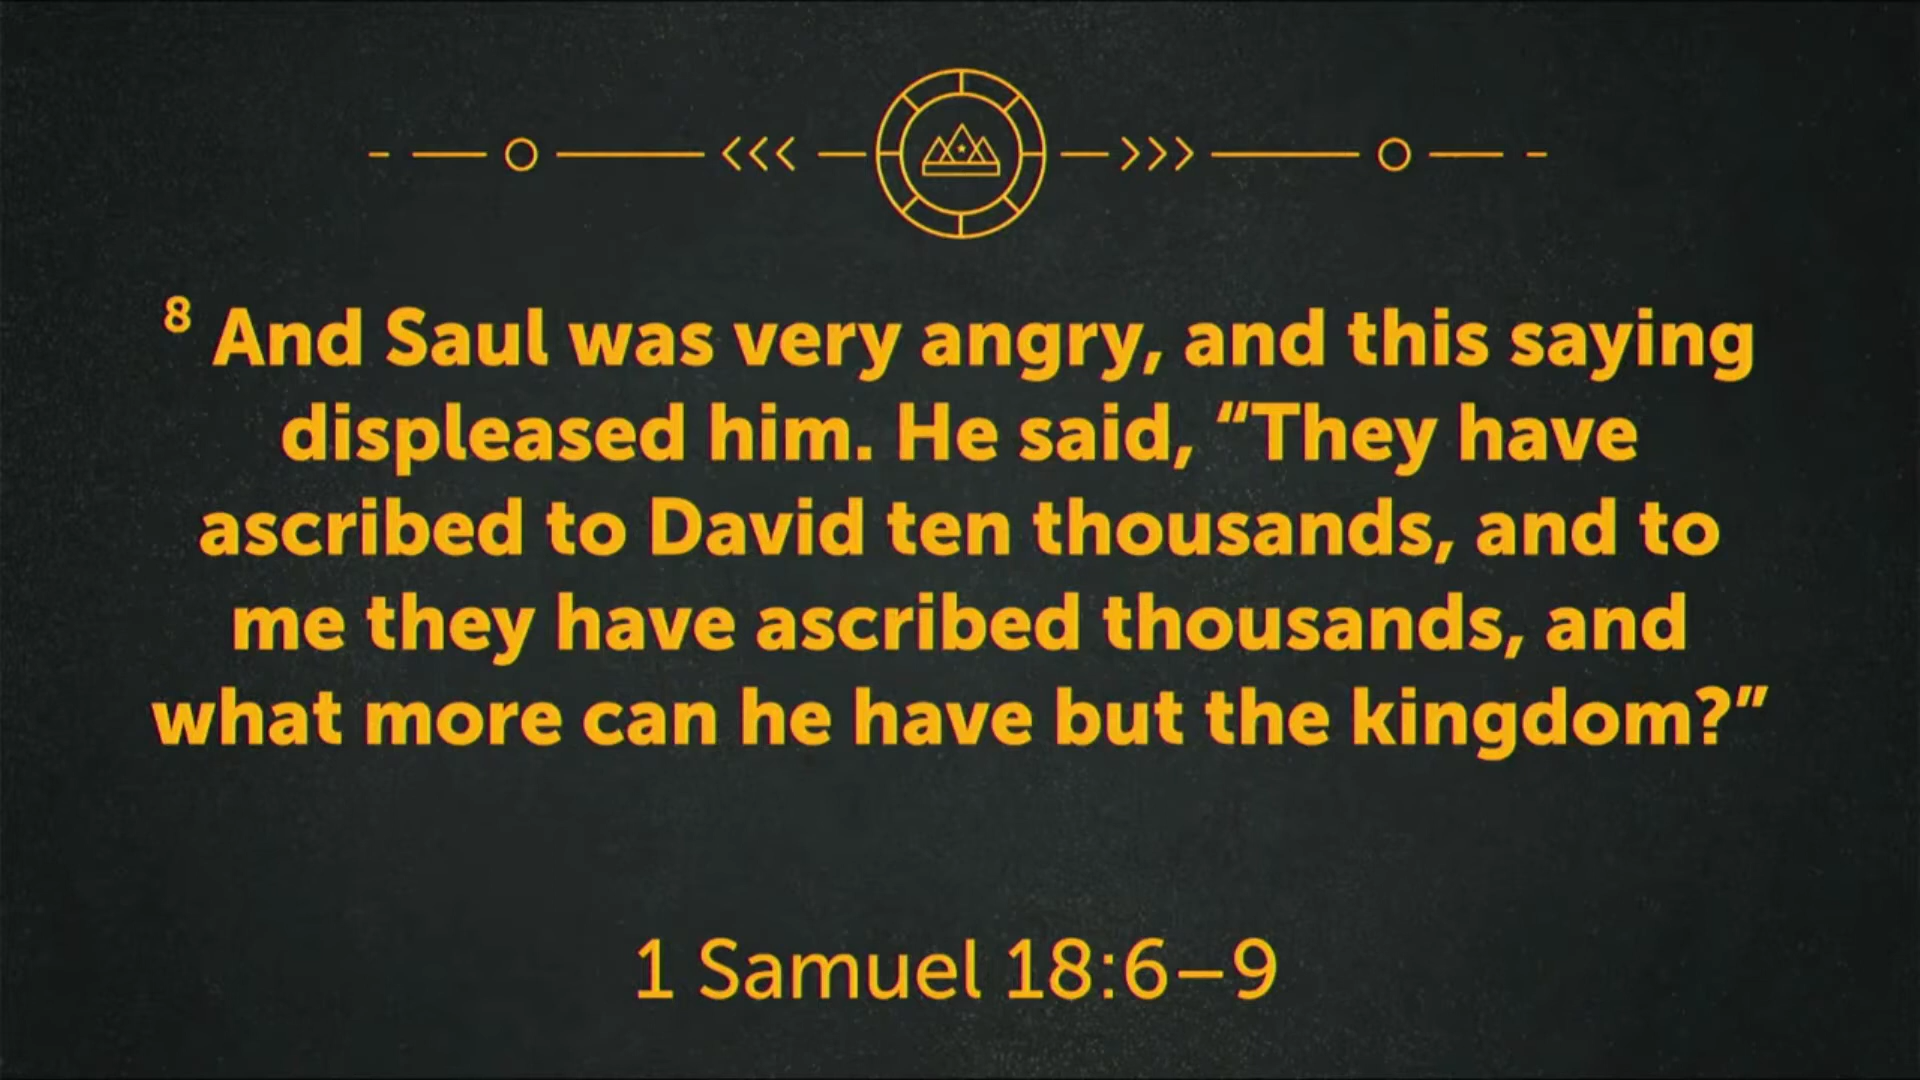 ⁸ And Saul was very angry, and this saying
displeased him. He said, “They have
ascribed to David ten thousands, and to
me they have ascribed thousands, and
what more can he have but the kingdom?”
1 Samuel 18:6–9